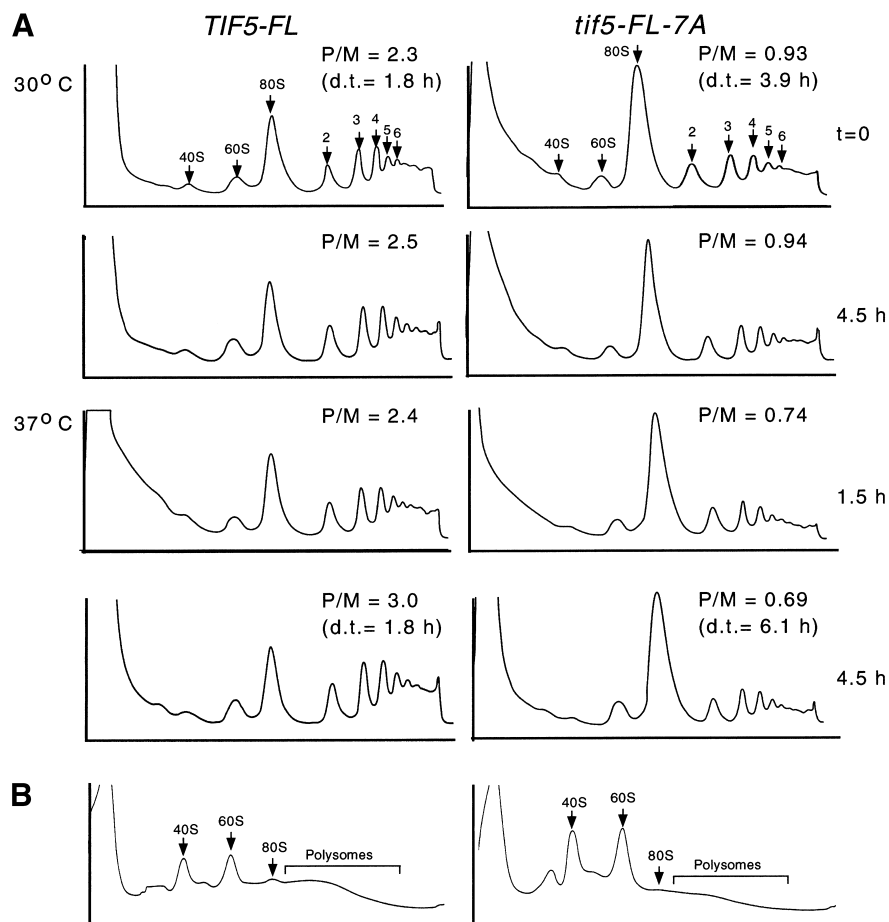 A
TIF5-FL
tif5-FL-7A
30° C
P/M = 2.3
(d.t.= 1.8 h)
80S
40S
60S
2
3
4
5
6
P/M = 0.93
(d.t.= 3.9 h)
80S
40S
60S
2
3
4
5
6
t=0
P/M = 2.5
P/M = 0.94
4.5 h
37° C
P/M = 2.4
P/M = 0.74
1.5 h
P/M = 3.0
(d.t.= 1.8 h)
P/M = 0.69
(d.t.= 6.1 h)
4.5 h
B
40S
60S
80S
Polysomes
40S
60S
80S
Polysomes